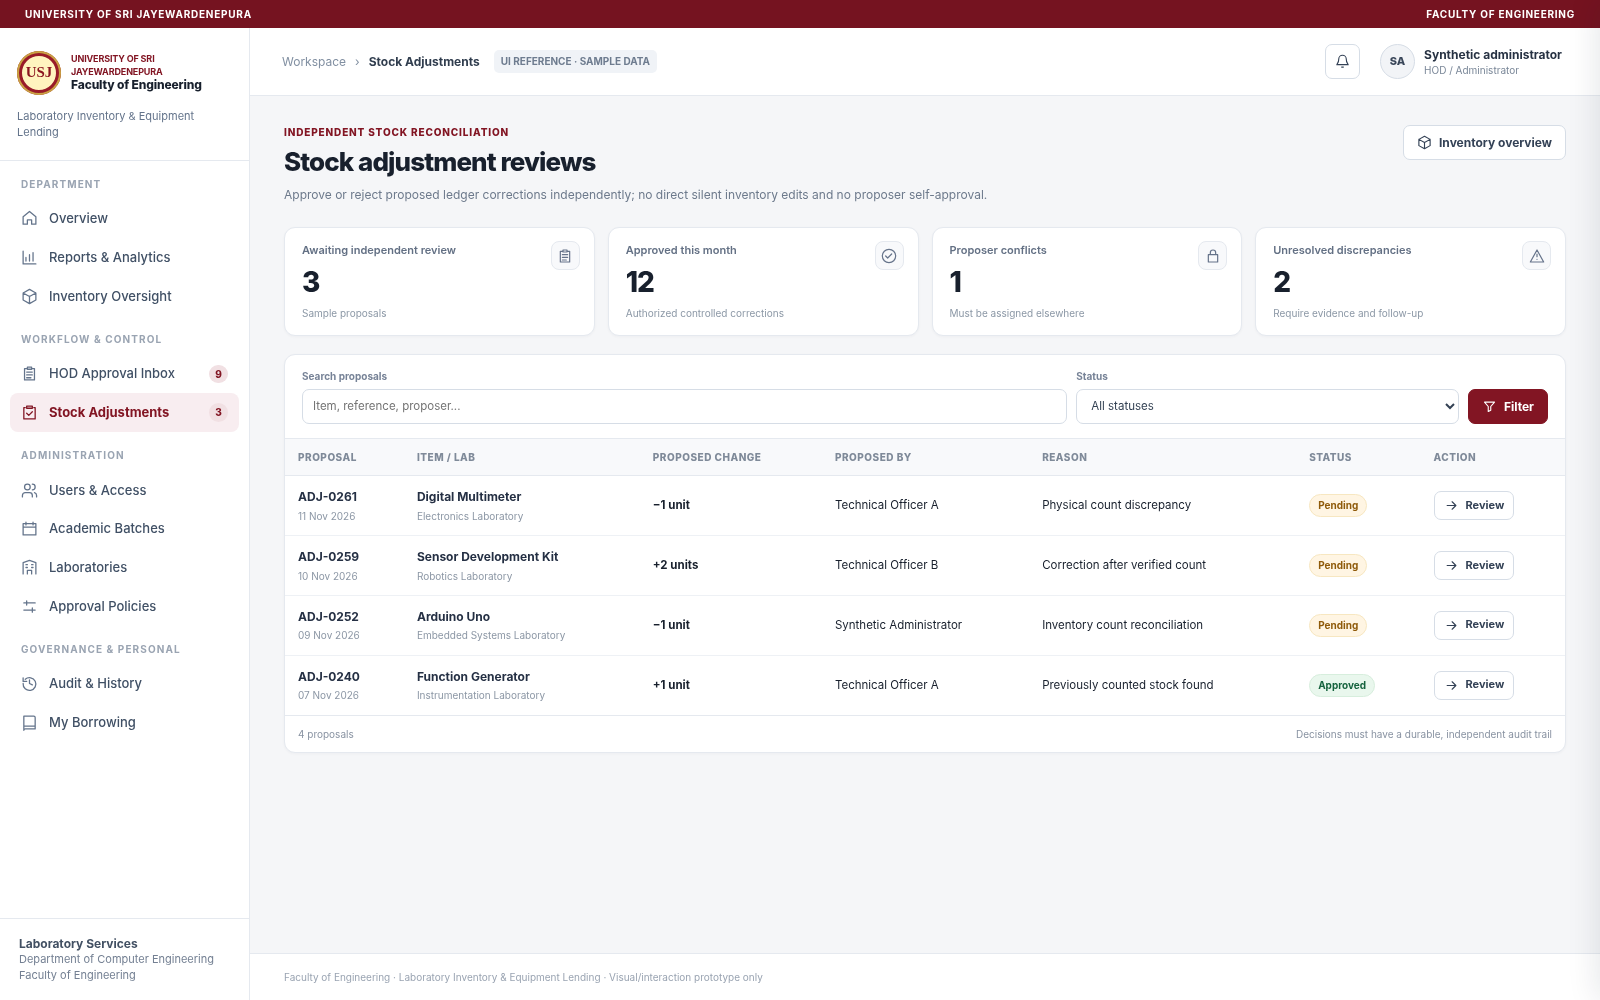 UNIVERSITY OF SRI JAYEWARDENEPURA
FACULTY OF ENGINEERING
USJ
UNIVERSITY OF SRI
JAYEWARDENEPURA
Faculty of Engineering
Laboratory Inventory & Equipment
Lending
DEPARTMENT
Overview
Reports & Analytics
Inventory Oversight
WORKFLOW & CONTROL
HOD Approval Inbox 9
Stock Adjustments 3
ADMINISTRATION
Users & Access
Academic Batches
Laboratories
Approval Policies
GOVERNANCE & PERSONAL
Audit & History
My Borrowing
Laboratory Services
Department of Computer Engineering
Faculty of Engineering
Workspace › Stock Adjustments UI REFERENCE · SAMPLE DATA
SA
Synthetic administrator
HOD / Administrator
INDEPENDENT STOCK RECONCILIATION
Stock adjustment reviews
Approve or reject proposed ledger corrections independently; no direct silent inventory edits and no proposer self-approval.
Inventory overview
Awaiting independent review
3
Sample proposals
Approved this month
12
Authorized controlled corrections
Proposer conflicts
1
Must be assigned elsewhere
Unresolved discrepancies
2
Require evidence and follow-up
Search proposals
Item, reference, proposer...
Status
All statuses
Filter
PROPOSAL ITEM / LAB PROPOSED CHANGE PROPOSED BY REASON STATUS ACTION
ADJ-0261 Digital Multimeter −1 unit Technical Officer A Physical count discrepancy Pending Review
11 Nov 2026 Electronics Laboratory
ADJ-0259 Sensor Development Kit +2 units Technical Officer B Correction after verified count Pending Review
10 Nov 2026 Robotics Laboratory
ADJ-0252 Arduino Uno −1 unit Synthetic Administrator Inventory count reconciliation Pending Review
09 Nov 2026 Embedded Systems Laboratory
ADJ-0240 Function Generator +1 unit Technical Officer A Previously counted stock found Approved Review
07 Nov 2026 Instrumentation Laboratory
4 proposals
Decisions must have a durable, independent audit trail
Faculty of Engineering · Laboratory Inventory & Equipment Lending · Visual/interaction prototype only